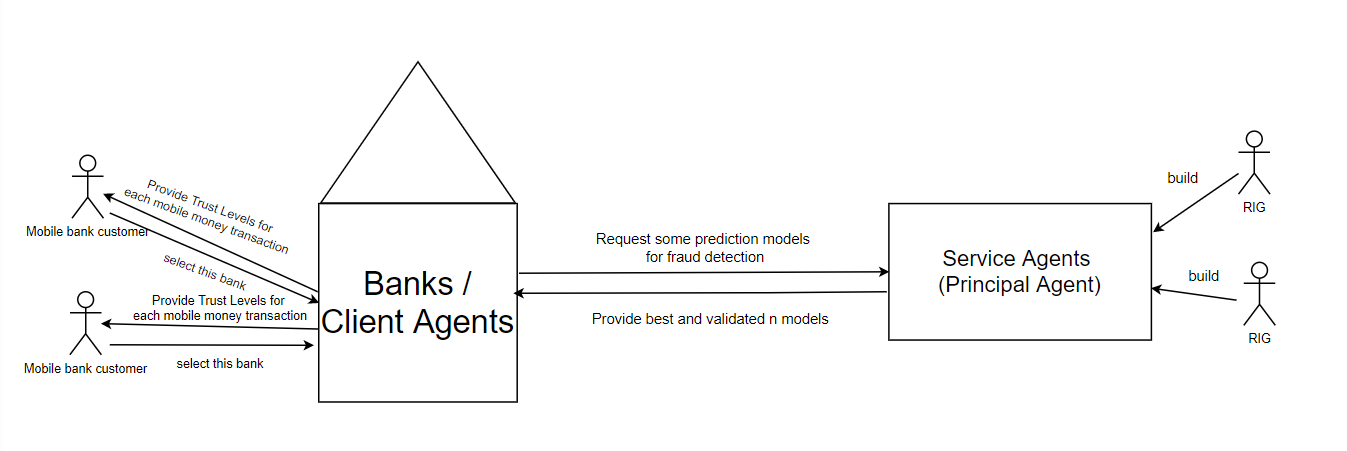 Provide Trust Levels for
each mobile money transaction
Mobile bank customer
select this bank
Provide Trust Levels for
each mobile money transaction
select this bank
Mobile bank customer
Banks /
Client Agents
Request some prediction models
for fraud detection
Provide best and validated n models
Service Agents
(Principal Agent)
build
RIG
build
RIG